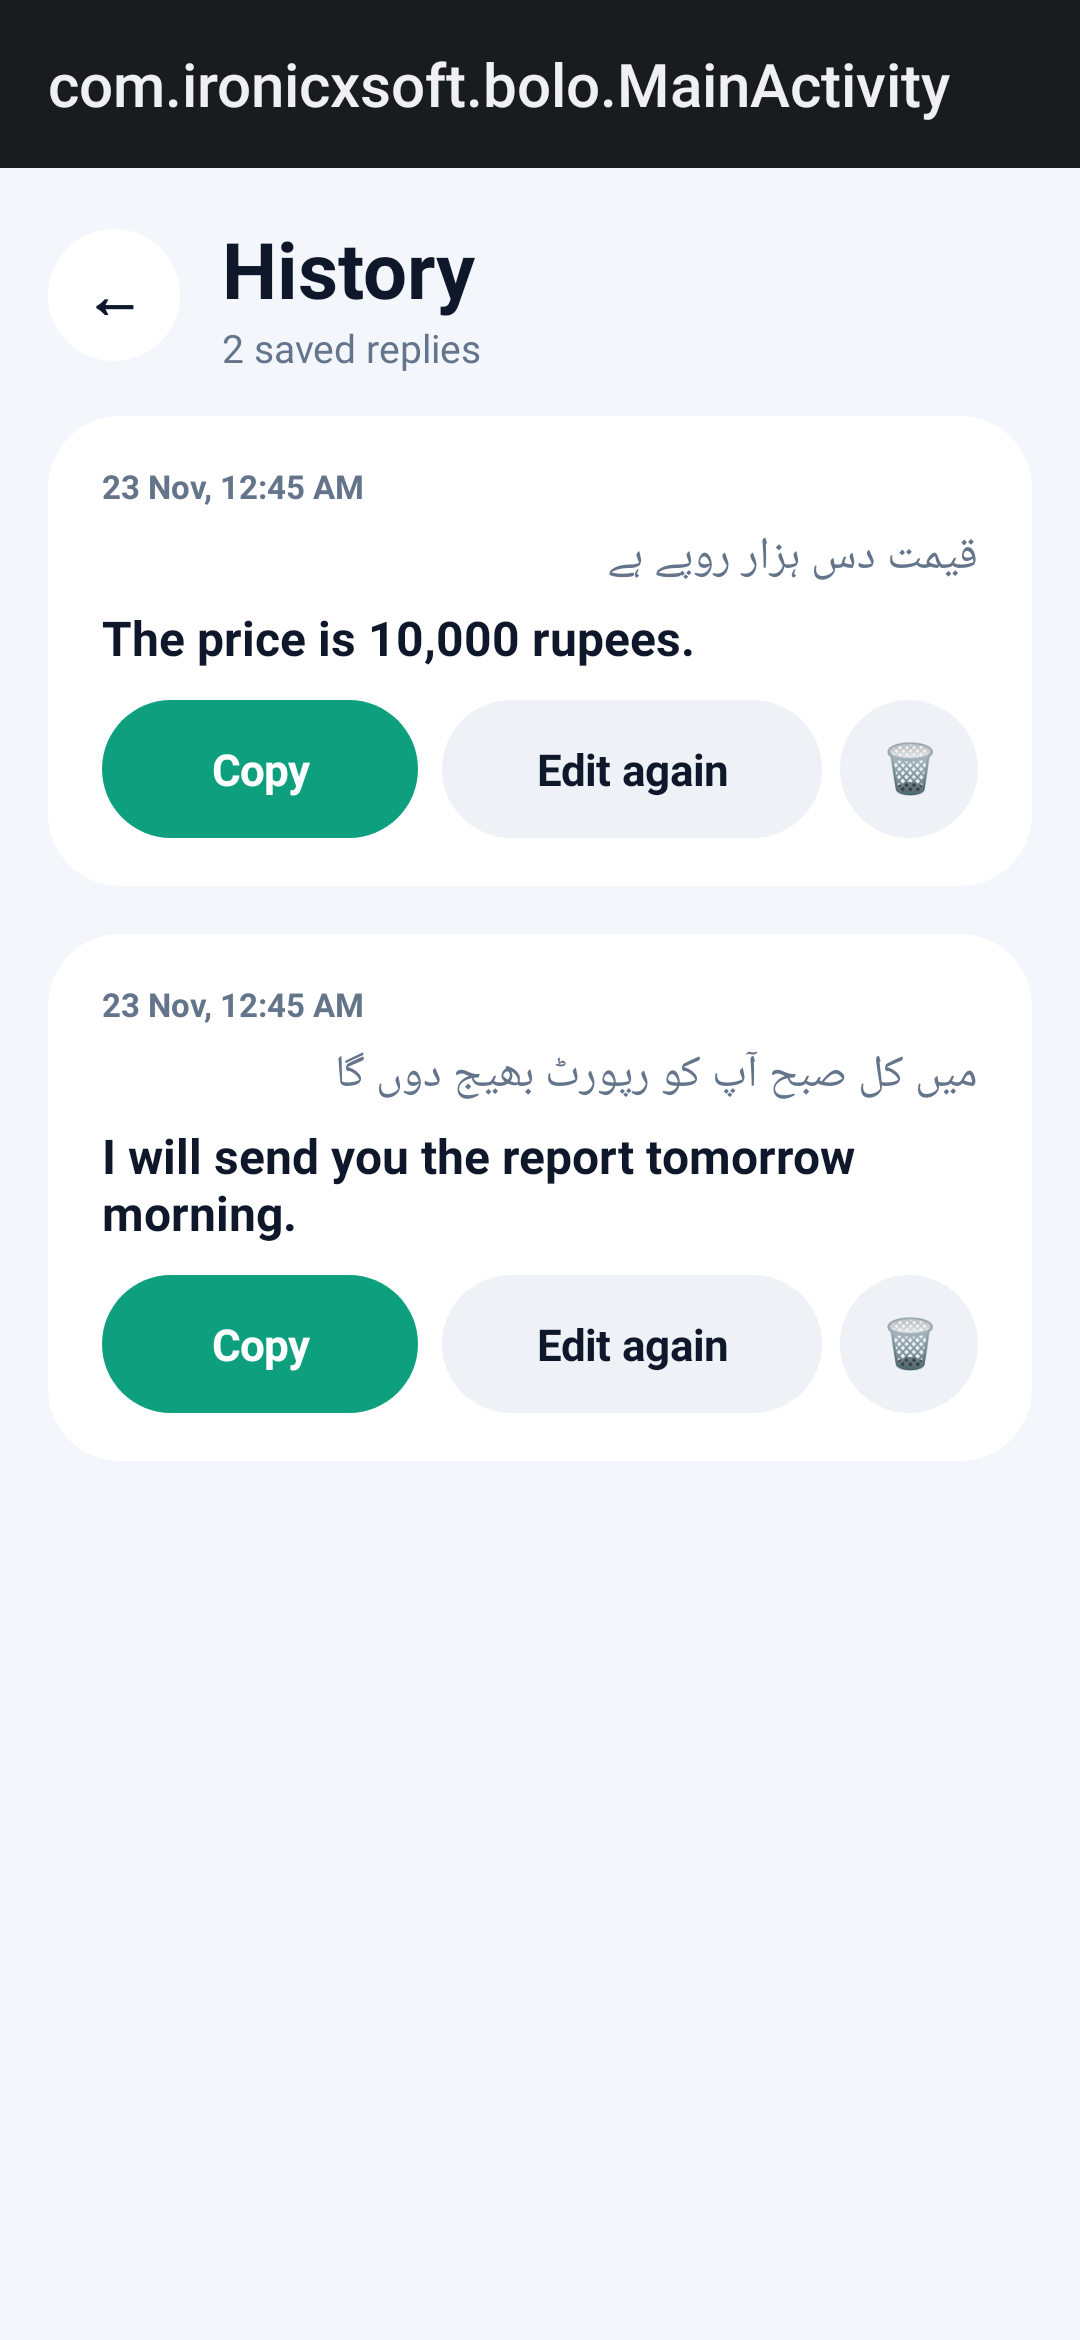 com.ironicxsoft.bolo.MainActivity
←
History
2 saved replies
23 Nov, 12:45 AM
قیمت دس ہزار روپے ہے
The price is 10,000 rupees.
Copy
Edit again
23 Nov, 12:45 AM
میں کل صبح آپ کو رپورٹ بھیج دوں گا
I will send you the report tomorrow
morning.
Copy
Edit again